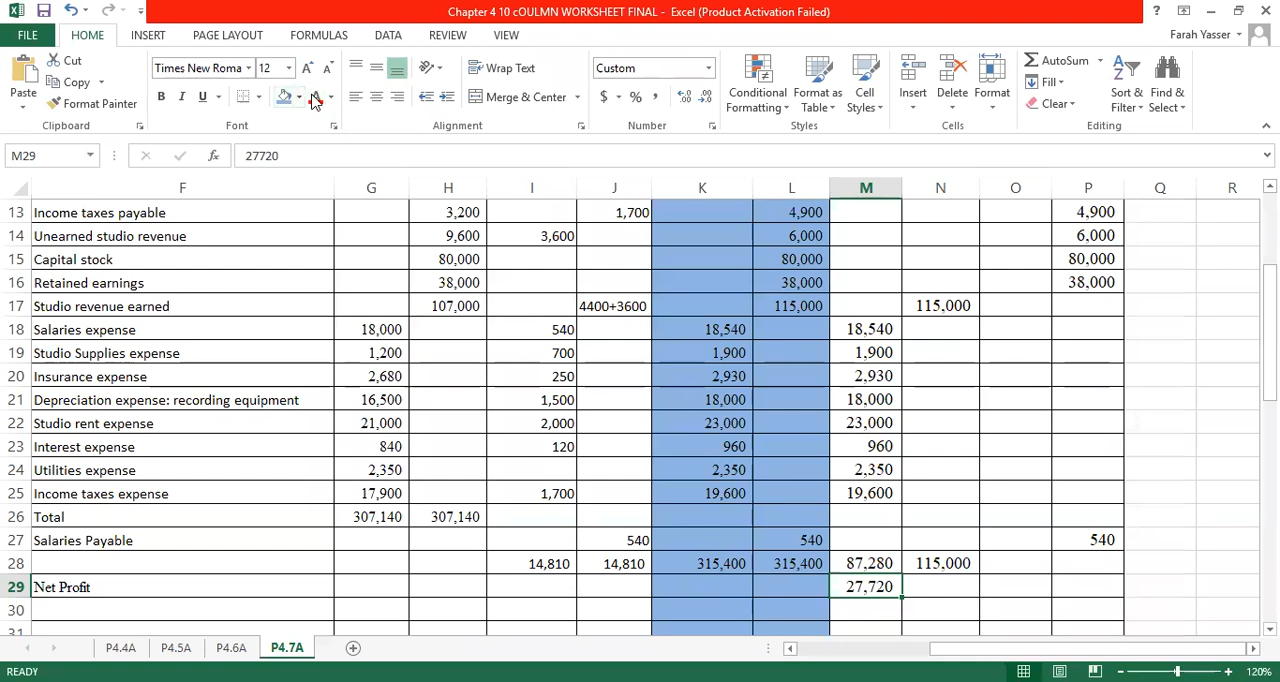 Chapter 4 10 cOULMN WORKSHEET FINAL - Excel (Product Activation Failed)
FILE HOME INSERT PAGE LAYOUT FORMULAS DATA REVIEW VIEW Farah Yasser
Cut
Copy
Format Painter
Paste
Clipboard
Times New Roma 12
B I U
Font
Wrap Text
Merge & Center
Alignment
Custom
$ % ,
Number
Conditional Formatting
Format as Table
Cell Styles
Styles
Insert Delete Format
Cells
AutoSum
Fill
Clear
Sort & Filter
Find & Select
Editing
M29 fx 27720
F G H I J K L M N O P Q R
13 Income taxes payable 3,200 1,700 4,900 4,900
14 Unearned studio revenue 9,600 3,600 6,000 6,000
15 Capital stock 80,000 80,000 80,000
16 Retained earnings 38,000 38,000 38,000
17 Studio revenue earned 107,000 4400+3600 115,000 115,000
18 Salaries expense 18,000 540 18,540 18,540
19 Studio Supplies expense 1,200 700 1,900 1,900
20 Insurance expense 2,680 250 2,930 2,930
21 Depreciation expense: recording equipment 16,500 1,500 18,000 18,000
22 Studio rent expense 21,000 2,000 23,000 23,000
23 Interest expense 840 120 960 960
24 Utilities expense 2,350 2,350 2,350
25 Income taxes expense 17,900 1,700 19,600 19,600
26 Total 307,140 307,140
27 Salaries Payable 540 540 540
28 14,810 14,810 315,400 315,400 87,280 115,000
29 Net Profit 27,720
30
31
P4.4A P4.5A P4.6A P4.7A
READY 120%